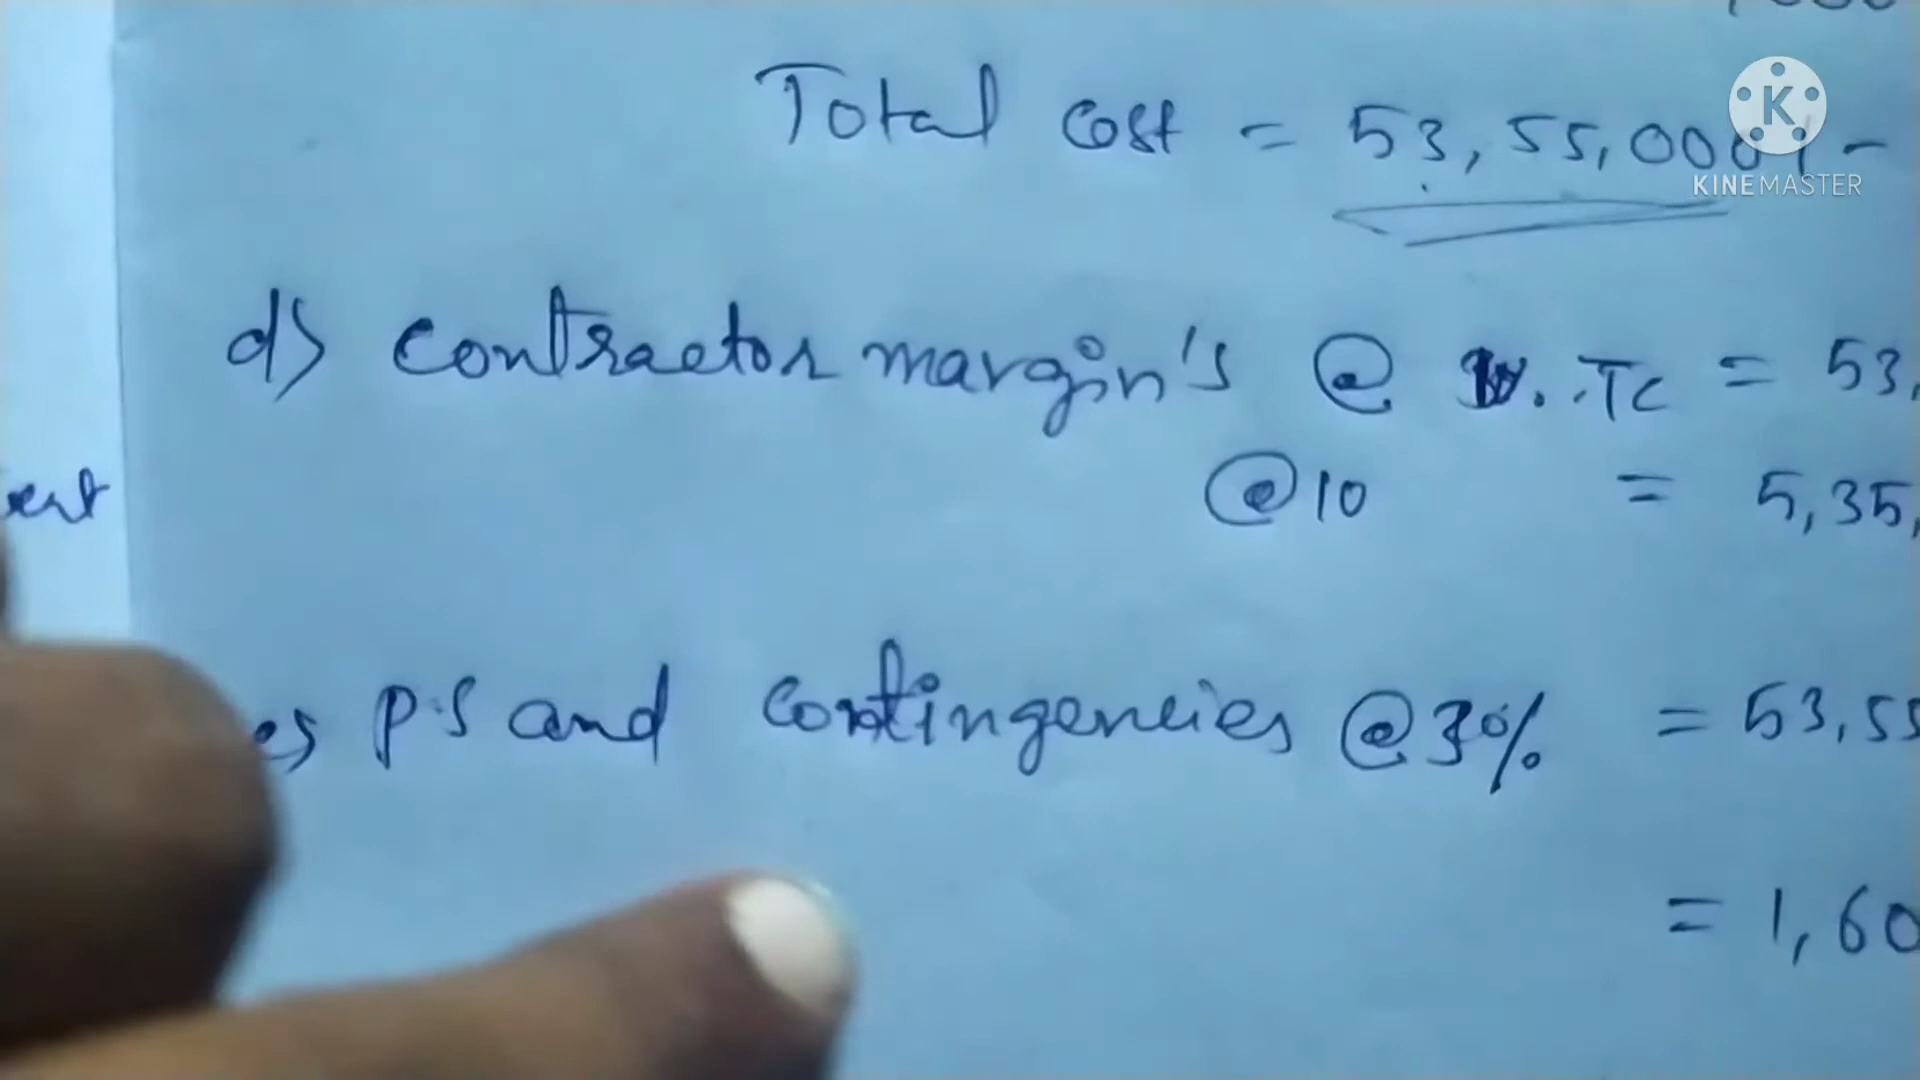 Total cost = 53,55,000/-
KINEMASTER
d) contractor margin's @ . TC = 53,
@10 = 5,35,
ent
es P.S and contingencies @3% = 53,55
= 1,60